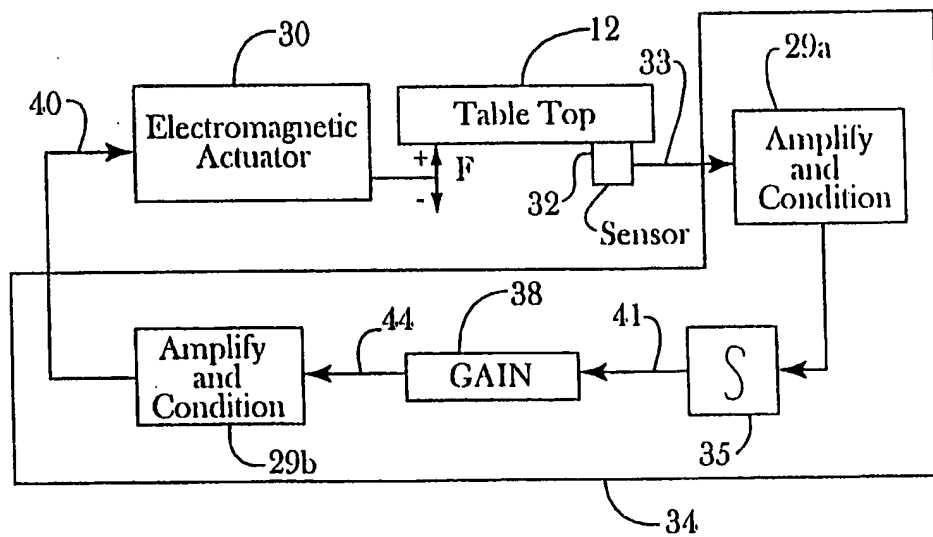 30
12
33
29a
40
Electromagnetic
Actuator
Table Top
Amplify
and
Condition
+
F
-
32
Sensor
38
44
41
Amplify
and
Condition
GAIN
∫
29b
35
34